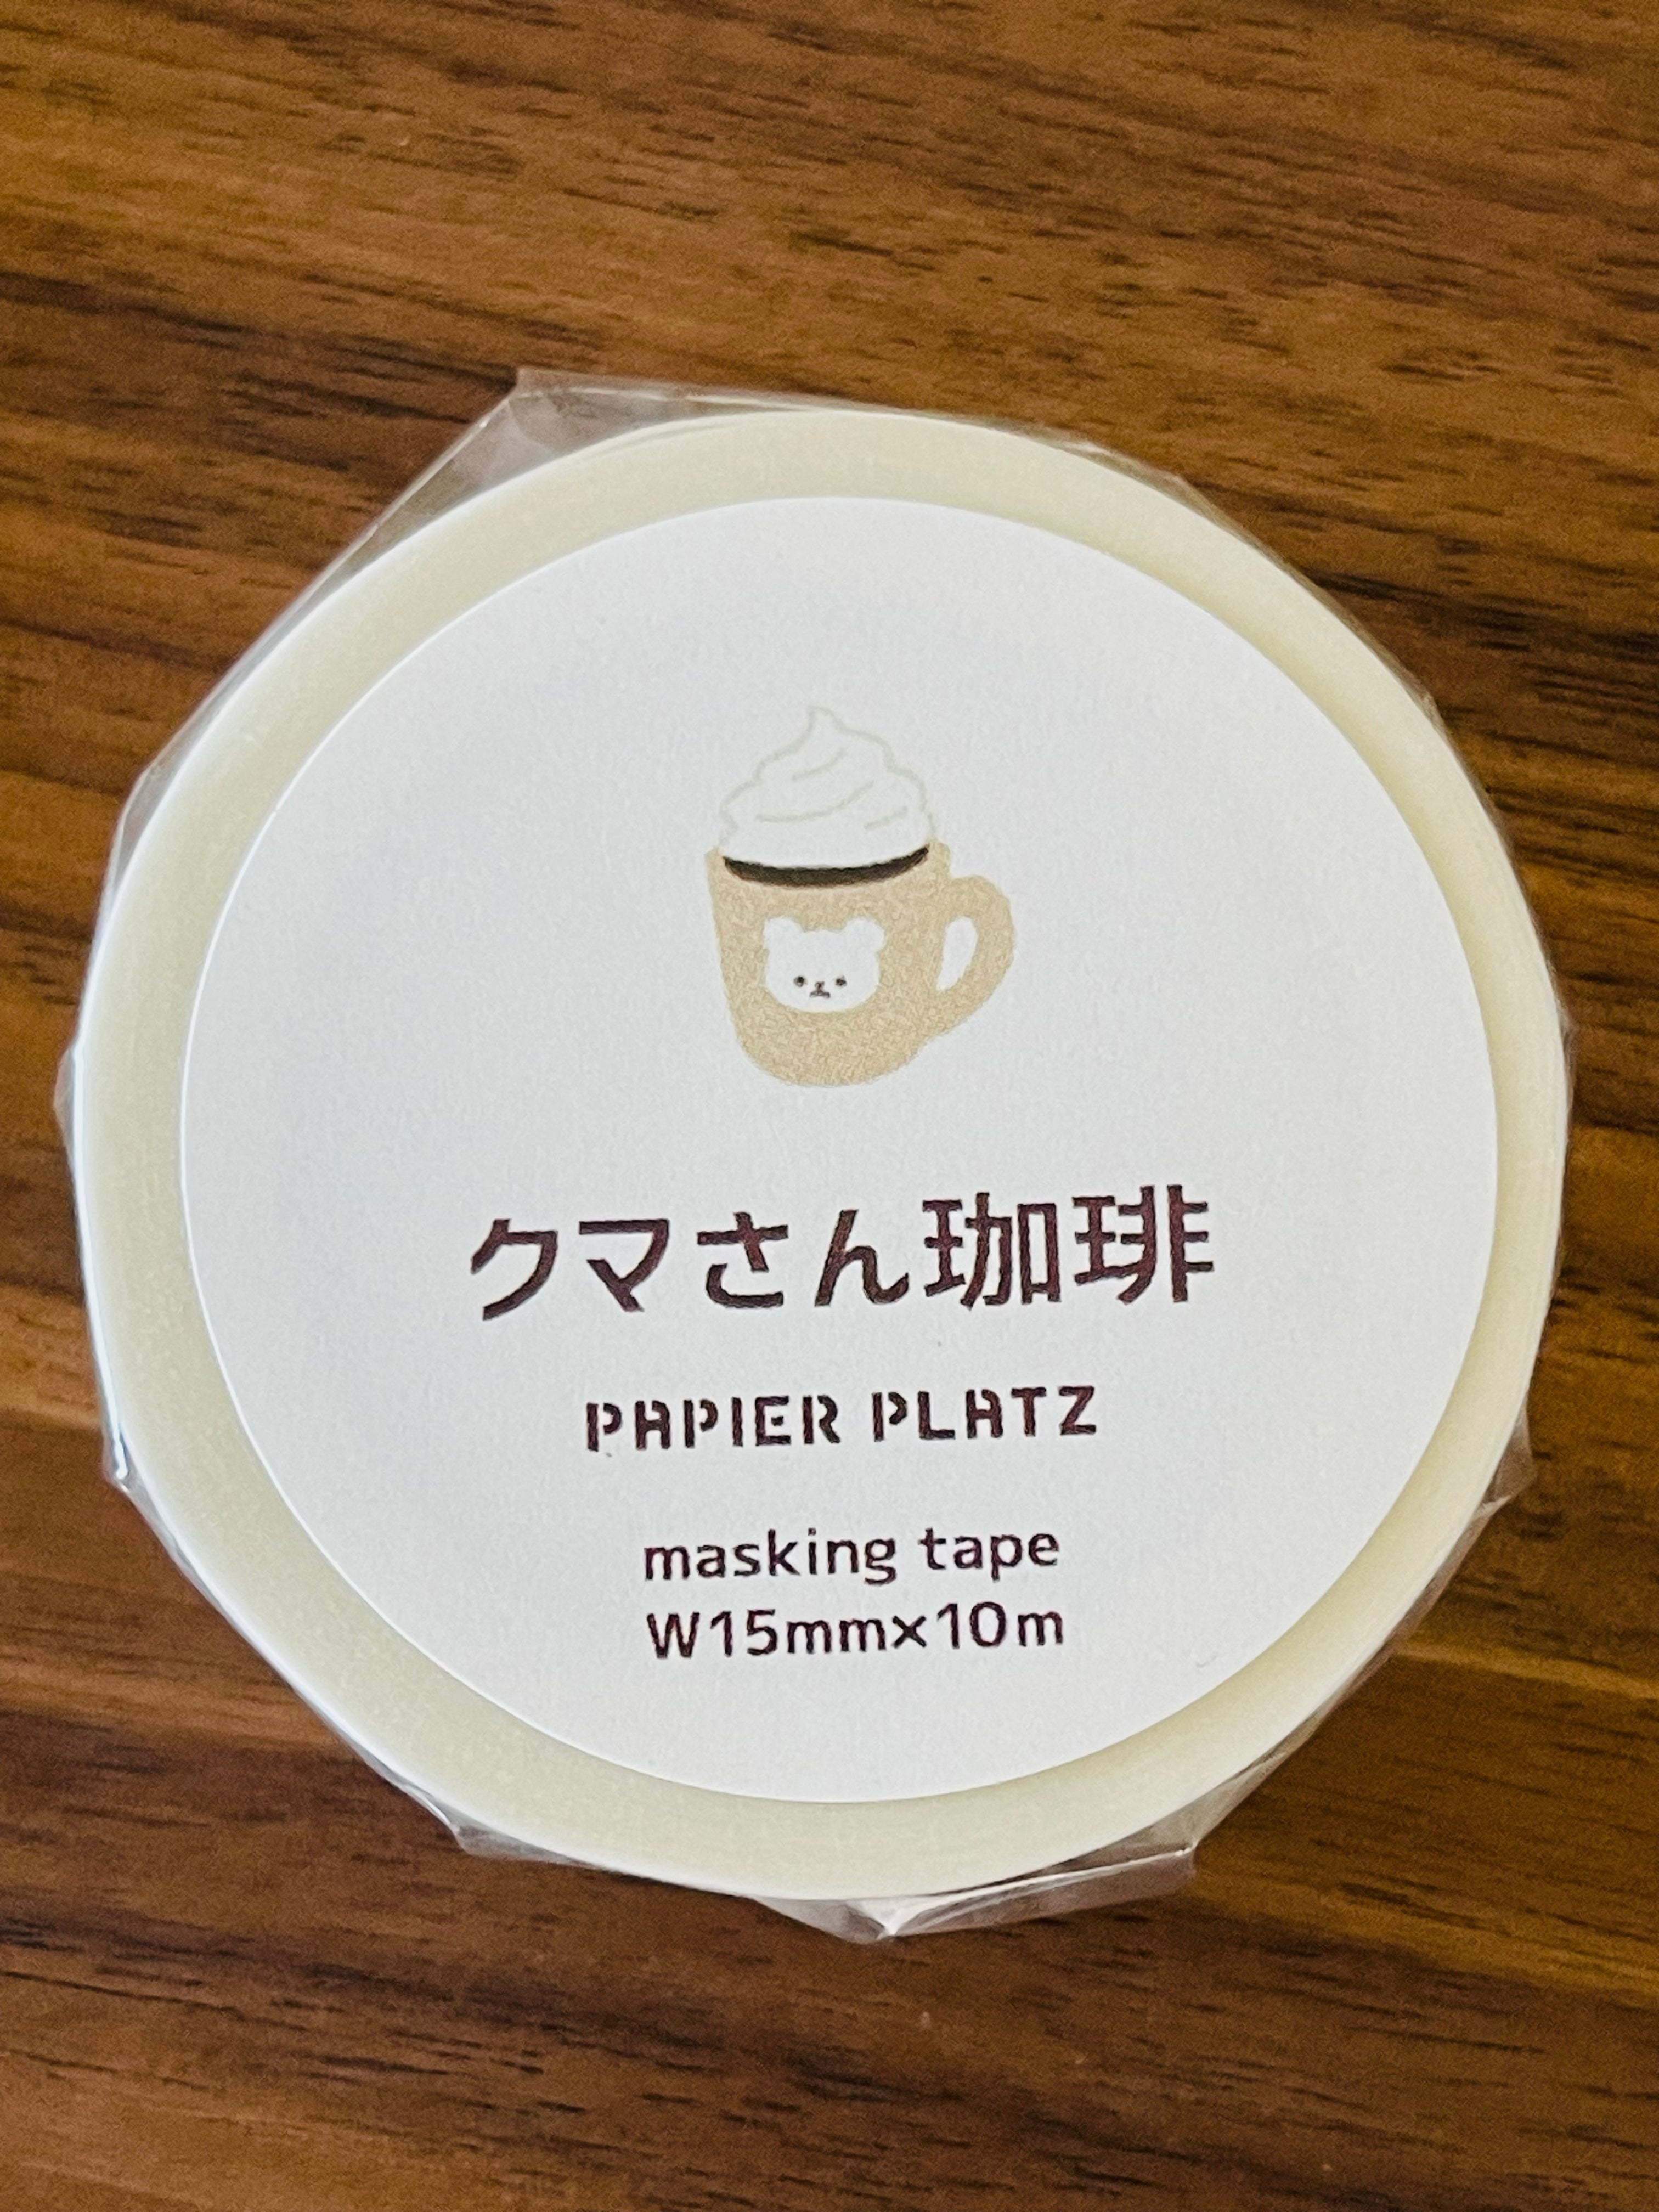 クマさん珈琲
PAPIER PLATZ
masking tape
W15mm×10m